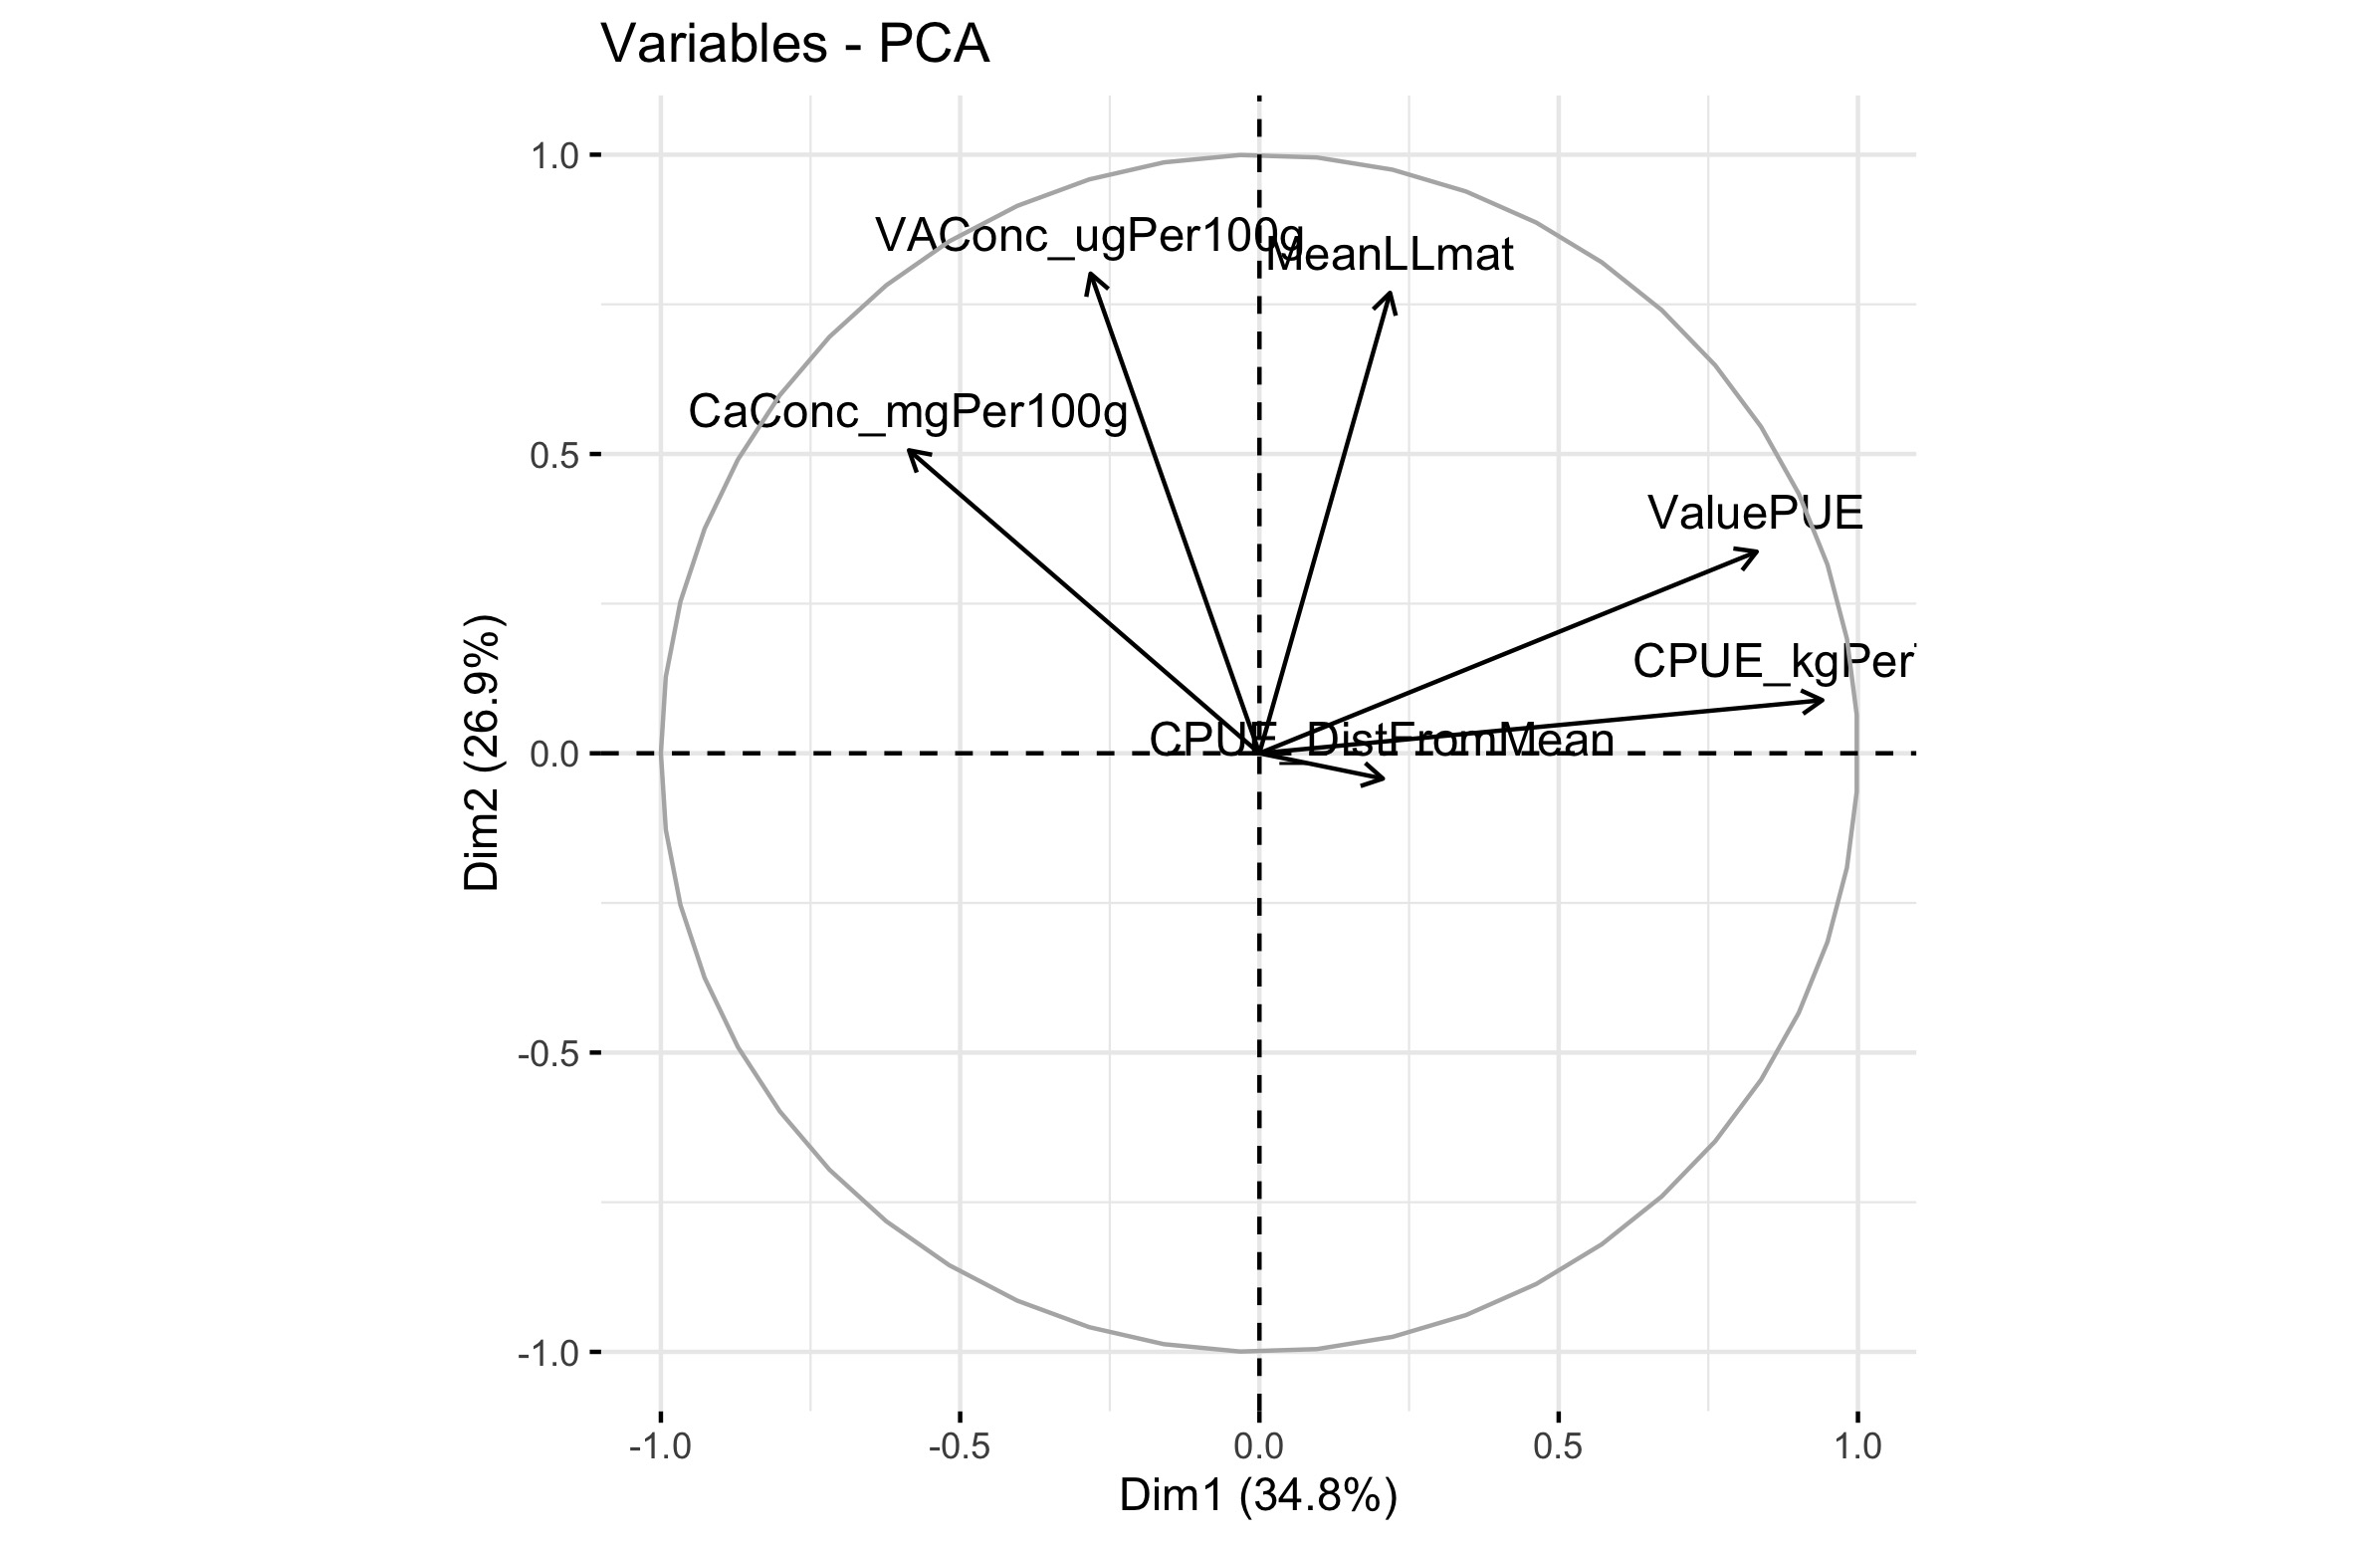 Variables - PCA
1.0
VAConc_ugPer100g
MeanLLmat
CaConc_mgPer100g
0.5
ValuePUE
CPUE_kgPer
CPUE_DistFromMean
0.0
Dim2 (26.9%)
-0.5
-1.0
-1.0 -0.5 0.0 0.5 1.0
Dim1 (34.8%)